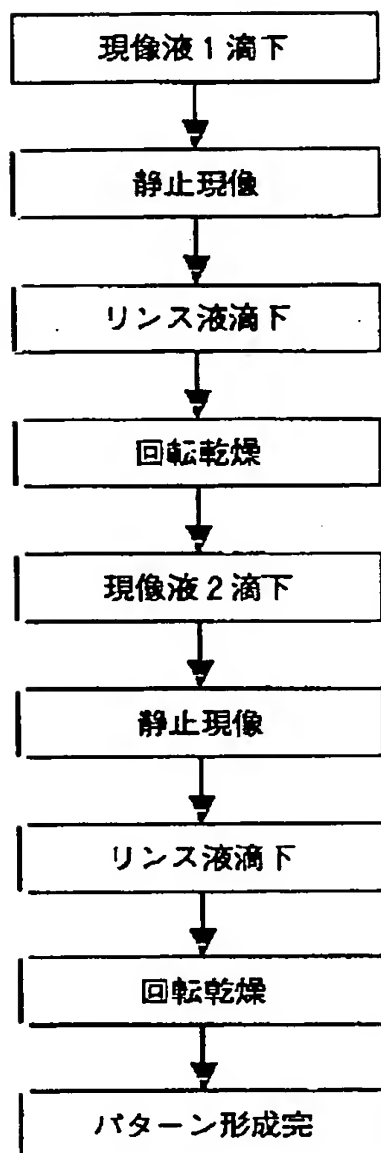 現像液1滴下
静止現像
リンス液滴下
回転乾燥
現像液2滴下
静止現像
リンス液滴下
回転乾燥
パターン形成完